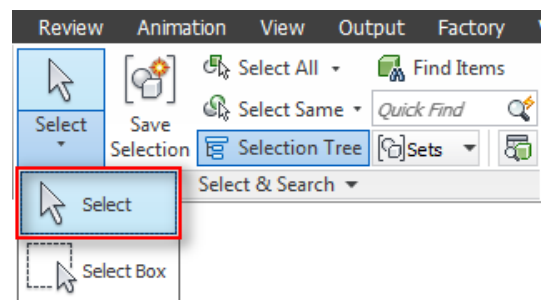 Review Animation View Output Factory
Select All Find Items
Select Save Selection
Select Same Quick Find
Selection Tree Sets
Select & Search
Select
Select Box